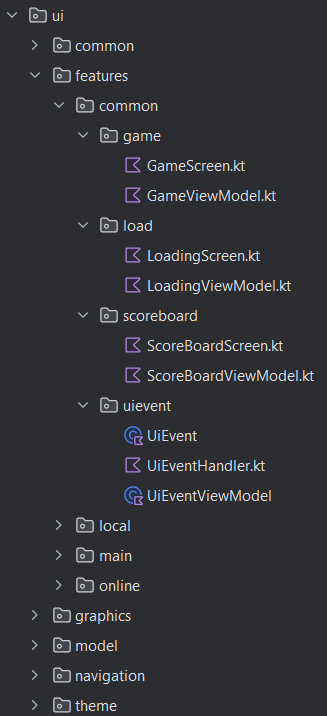 ui
common
features
common
game
GameScreen.kt
GameViewModel.kt
load
LoadingScreen.kt
LoadingViewModel.kt
scoreboard
ScoreBoardScreen.kt
ScoreBoardViewModel.kt
uievent
UiEvent
UiEventHandler.kt
UiEventViewModel
local
main
online
graphics
model
navigation
theme